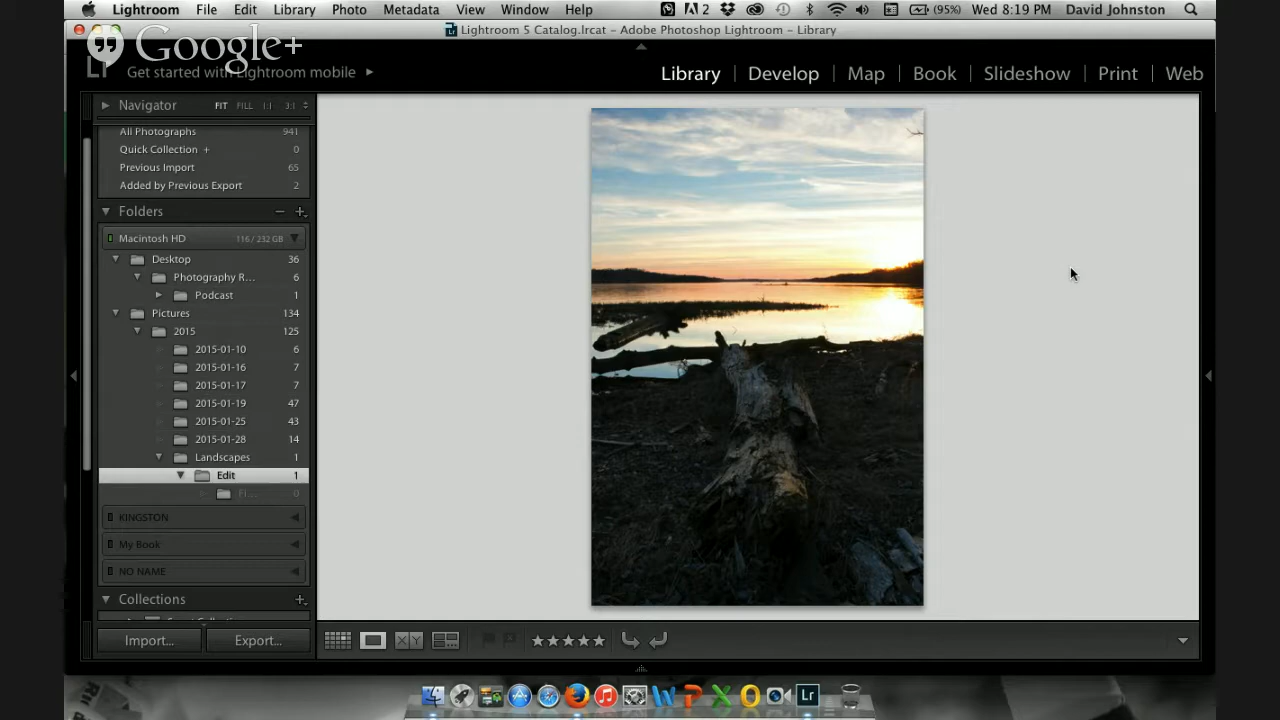 Lightroom File Edit Library Photo Metadata View Window Help 2 (95%) Wed 8:19 PM David Johnston
Lightroom 5 Catalog.lrcat – Adobe Photoshop Lightroom – Library
Google+
Get started with Lightroom mobile
Library | Develop | Map | Book | Slideshow | Print | Web
Navigator FIT FILL 1:1 3:1
All Photographs 941
Quick Collection + 0
Previous Import 65
Added by Previous Export 2
Folders − +
Macintosh HD 116 / 232 GB
Desktop 36
Photography R... 6
Podcast 1
Pictures 134
2015 125
2015-01-10 6
2015-01-16 7
2015-01-17 7
2015-01-19 47
2015-01-25 43
2015-01-28 14
Landscapes 1
Edit 1
Fi... 0
KINGSTON
My Book
NO NAME
Collections +
Import... Export...
XY
Lr